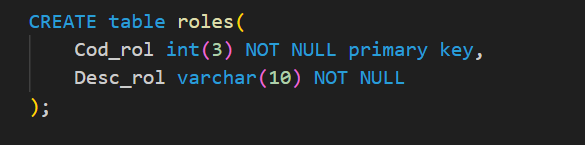 CREATE table roles(
Cod_rol int(3) NOT NULL primary key,
Desc_rol varchar(10) NOT NULL
);